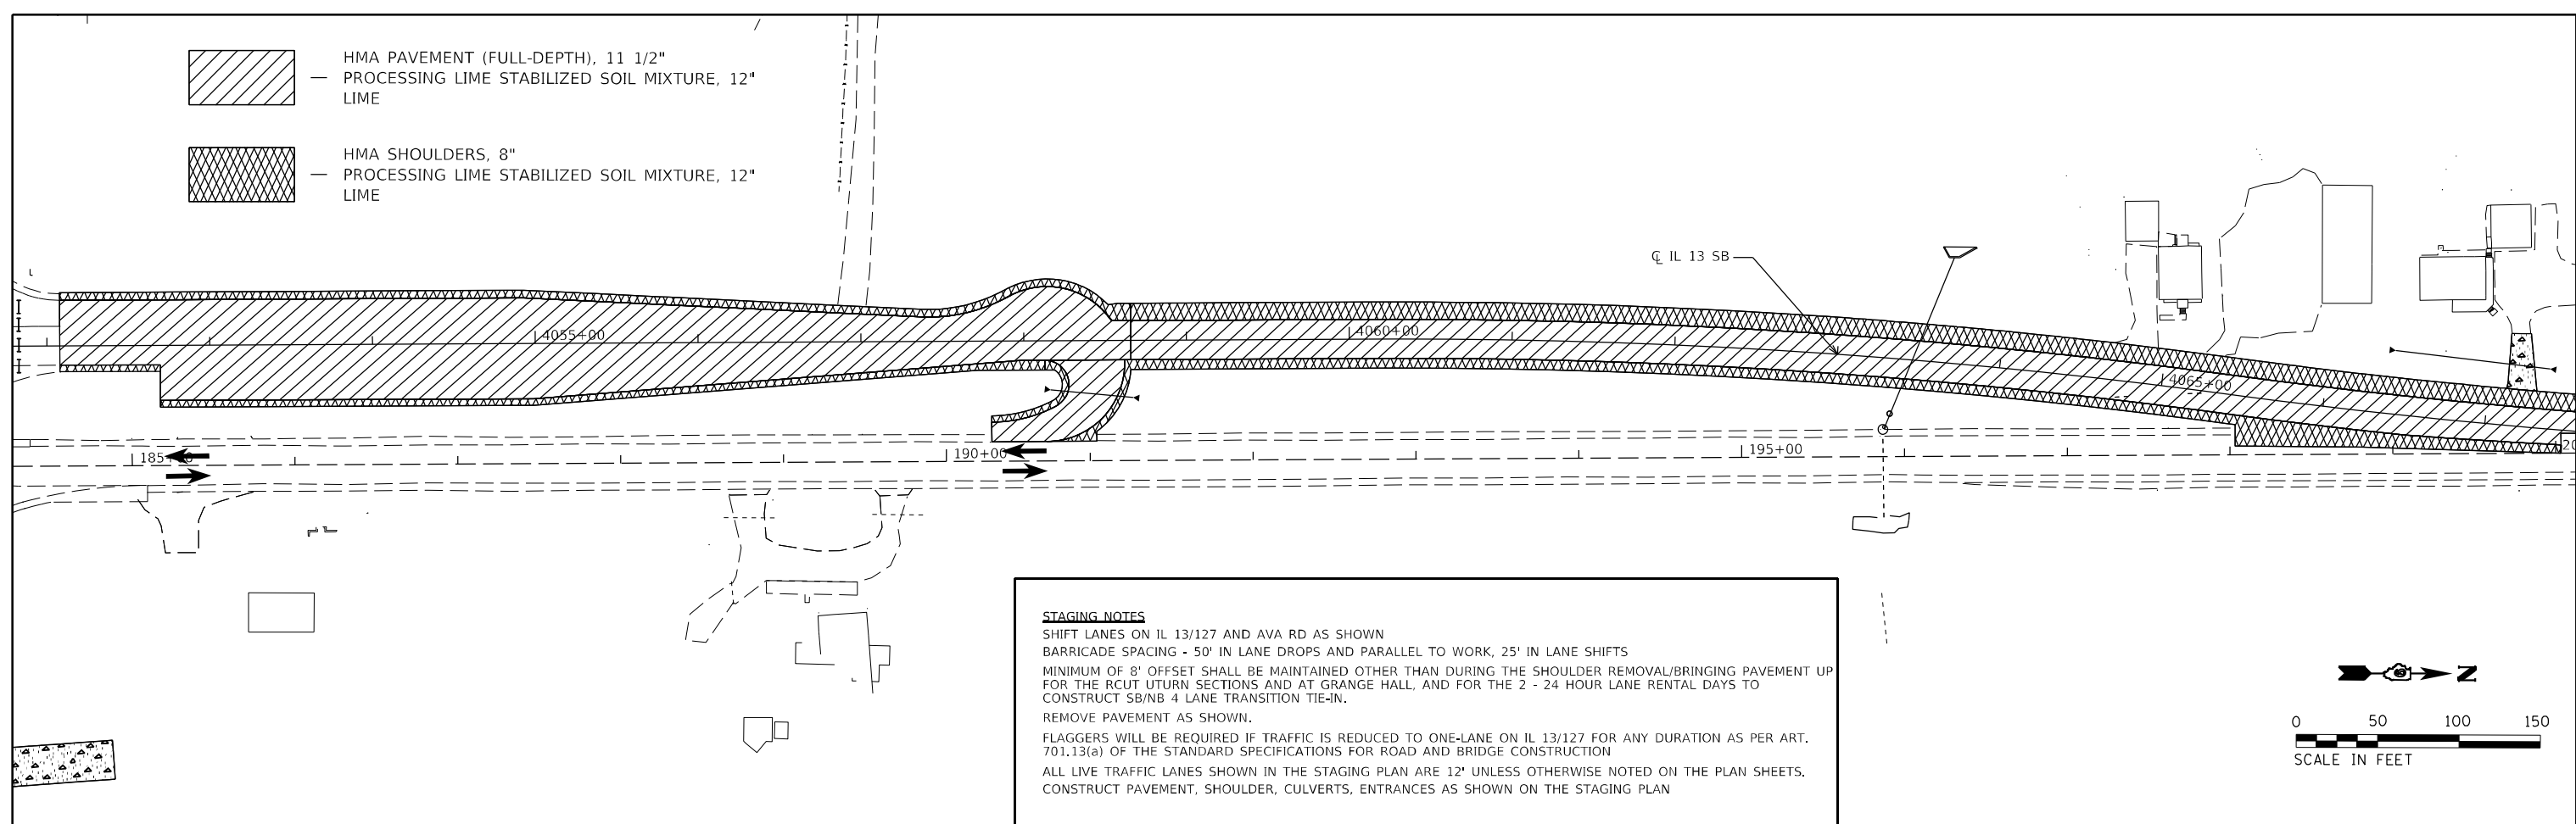 HMA PAVEMENT (FULL-DEPTH), 11 1/2"
PROCESSING LIME STABILIZED SOIL MIXTURE, 12"
LIME
HMA SHOULDERS, 8"
PROCESSING LIME STABILIZED SOIL MIXTURE, 12"
LIME
℄ IL 13 SB
4055+00
4060+00
4065+00
190+00
195+00
STAGING NOTES
SHIFT LANES ON IL 13/127 AND AVA RD AS SHOWN
BARRICADE SPACING - 50' IN LANE DROPS AND PARALLEL TO WORK, 25' IN LANE SHIFTS
MINIMUM OF 8' OFFSET SHALL BE MAINTAINED OTHER THAN DURING THE SHOULDER REMOVAL/BRINGING PAVEMENT UP
FOR THE RCUT UTURN SECTIONS AND AT GRANGE HALL, AND FOR THE 2 - 24 HOUR LANE RENTAL DAYS TO
CONSTRUCT SB/NB 4 LANE TRANSITION TIE-IN.
REMOVE PAVEMENT AS SHOWN.
FLAGGERS WILL BE REQUIRED IF TRAFFIC IS REDUCED TO ONE-LANE ON IL 13/127 FOR ANY DURATION AS PER ART.
701.13(a) OF THE STANDARD SPECIFICATIONS FOR ROAD AND BRIDGE CONSTRUCTION
ALL LIVE TRAFFIC LANES SHOWN IN THE STAGING PLAN ARE 12' UNLESS OTHERWISE NOTED ON THE PLAN SHEETS.
CONSTRUCT PAVEMENT, SHOULDER, CULVERTS, ENTRANCES AS SHOWN ON THE STAGING PLAN
N
0 50 100 150
SCALE IN FEET